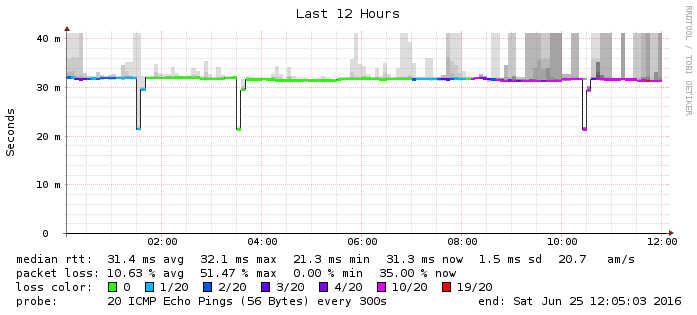 Last 12 Hours
RRDTOOL / TOBI OETIKER
Seconds
40 m
30 m
20 m
10 m
0
02:00 04:00 06:00 08:00 10:00 12:00
median rtt: 31.4 ms avg 32.1 ms max 21.3 ms min 31.3 ms now 1.5 ms sd 20.7 am/s
packet loss: 10.63 % avg 51.47 % max 0.00 % min 35.00 % now
loss color: 0 1/20 2/20 3/20 4/20 10/20 19/20
probe: 20 ICMP Echo Pings (56 Bytes) every 300s end: Sat Jun 25 12:05:03 2016